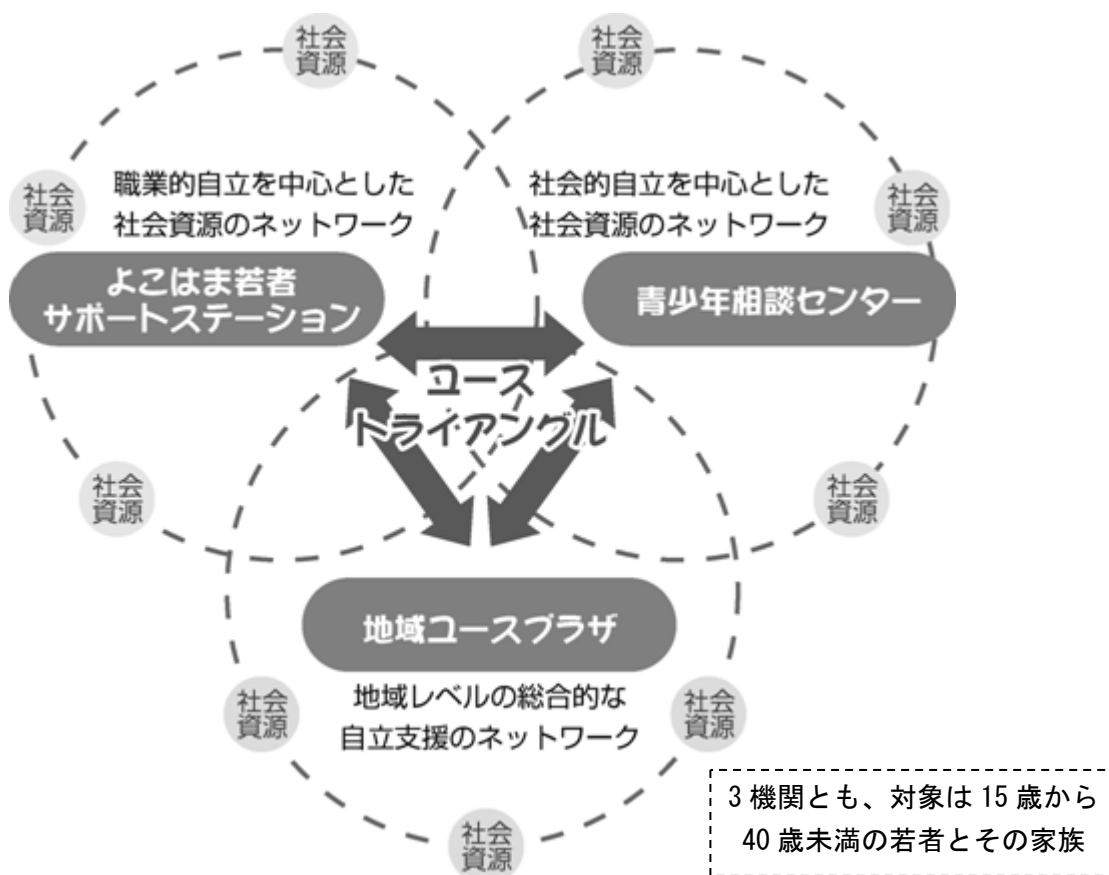 社会
資源
社会
資源
社会
資源
社会
資源
職業的自立を中心とした
社会資源のネットワーク
社会的自立を中心とした
社会資源のネットワーク
よこはま若者
サポートステーション
青少年相談センター
ユース
トライアングル
社会
資源
社会
資源
地域ユースプラザ
地域レベルの総合的な
自立支援のネットワーク
社会
資源
社会
資源
社会
資源
3機関とも、対象は15歳から
40歳未満の若者とその家族